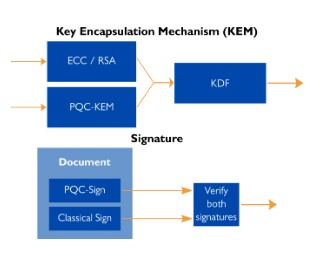 Key Encapsulation Mechanism (KEM)
ECC / RSA
KDF
PQC-KEM
Signature
Document
PQC-Sign
Classical Sign
Verify
both
signatures